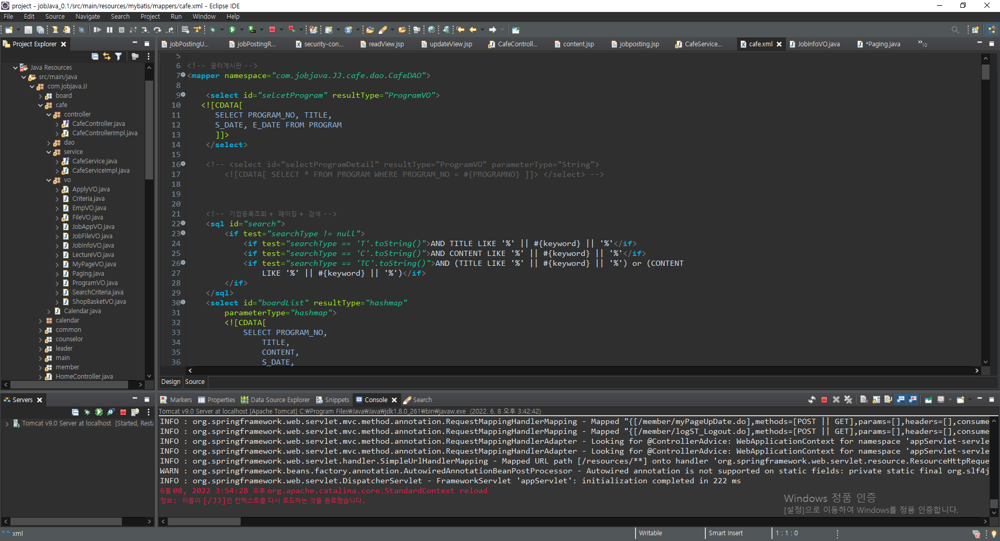 project - jobJava_0.1/src/main/resources/mybatis/mappers/cafe.xml - Eclipse IDE
File Edit Source Navigate Search Project Run Window Help
Project Explorer
jobPostingU... jobPostingR... security-con... readView.jsp updateView.jsp CafeControll... content.jsp jobposting.jsp CafeService... cafe.xml JobInfoVO.java *Paging.java »10
Java Resources
src/main/java
com.jobjava.JJ
board
cafe
controller
CafeController.java
CafeControllerImpl.java
dao
service
CafeService.java
CafeServiceImpl.java
vo
ApplyVO.java
Criteria.java
EmpVO.java
FileVO.java
JobAppVO.java
JobFileVO.java
JobInfoVO.java
LectureVO.java
MyPageVO.java
Paging.java
ProgramVO.java
SearchCriteria.java
ShopBasketVO.java
Calendar.java
calendar
common
counselor
leader
main
member
HomeController.java
5
6 <!-- 꿈터게시판 -->
7 <mapper namespace="com.jobjava.JJ.cafe.dao.CafeDAO">
8
9 <select id="selcetProgram" resultType="ProgramVO">
10 <![CDATA[
11 SELECT PROGRAM_NO, TITLE,
12 S_DATE, E_DATE FROM PROGRAM
13 ]]>
14 </select>
15
16 <!-- <select id="selectProgramDetail" resultType="ProgramVO" parameterType="String">
17 <![CDATA[ SELECT * FROM PROGRAM WHERE PROGRAM_NO = #{PROGRAMNO} ]]> </select> -->
18
19
20
21 <!-- 기업등록조회 + 페이징 + 검색 -->
22 <sql id="search">
23 <if test="searchType != null">
24 <if test="searchType == 'T'.toString()">AND TITLE LIKE '%' || #{keyword} || '%'</if>
25 <if test="searchType == 'C'.toString()">AND CONTENT LIKE '%' || #{keyword} || '%'</if>
26 <if test="searchType == 'TC'.toString()">AND (TITLE LIKE '%' || #{keyword} || '%') or (CONTENT
27 LIKE '%' || #{keyword} || '%')</if>
28 </if>
29 </sql>
30 <select id="boardList" resultType="hashmap"
31 parameterType="hashmap">
32 <![CDATA[
33 SELECT PROGRAM_NO,
34 TITLE,
35 CONTENT,
36 S_DATE,
Design Source
Servers
Tomcat v9.0 Server at localhost [Started, Resta
Markers Properties Data Source Explorer Snippets Console Search
Tomcat v9.0 Server at localhost [Apache Tomcat] C:₩Program Files₩Java₩Java₩jdk1.8.0_261₩bin₩javaw.exe (2022. 6. 8 오후 3:42:42)
INFO : org.springframework.web.servlet.mvc.method.annotation.RequestMappingHandlerMapping - Mapped "{[/member/myPageUpDate.do],methods=[POST || GET],params=[],headers=[],consume
INFO : org.springframework.web.servlet.mvc.method.annotation.RequestMappingHandlerMapping - Mapped "{[/member/logST_Logout.do],methods=[POST || GET],params=[],headers=[],consume
INFO : org.springframework.web.servlet.mvc.method.annotation.RequestMappingHandlerAdapter - Looking for @ControllerAdvice: WebApplicationContext for namespace 'appServlet-servle
INFO : org.springframework.web.servlet.mvc.method.annotation.RequestMappingHandlerAdapter - Looking for @ControllerAdvice: WebApplicationContext for namespace 'appServlet-servle
INFO : org.springframework.web.servlet.handler.SimpleUrlHandlerMapping - Mapped URL path [/resources/**] onto handler 'org.springframework.web.servlet.resource.ResourceHttpReque
WARN : org.springframework.beans.factory.annotation.AutowiredAnnotationBeanPostProcessor - Autowired annotation is not supported on static fields: private static final org.slf4j
INFO : org.springframework.web.servlet.DispatcherServlet - FrameworkServlet 'appServlet': initialization completed in 222 ms
6월 08, 2022 3:54:28 오후 org.apache.catalina.core.StandardContext reload
정보: 이름이 [/JJ]인 컨텍스트를 다시 로드하는 것을 완료했습니다.
Windows 정품 인증
[설정]으로 이동하여 Windows를 정품 인증합니다.
xml Writable Smart Insert 1 : 1 : 0